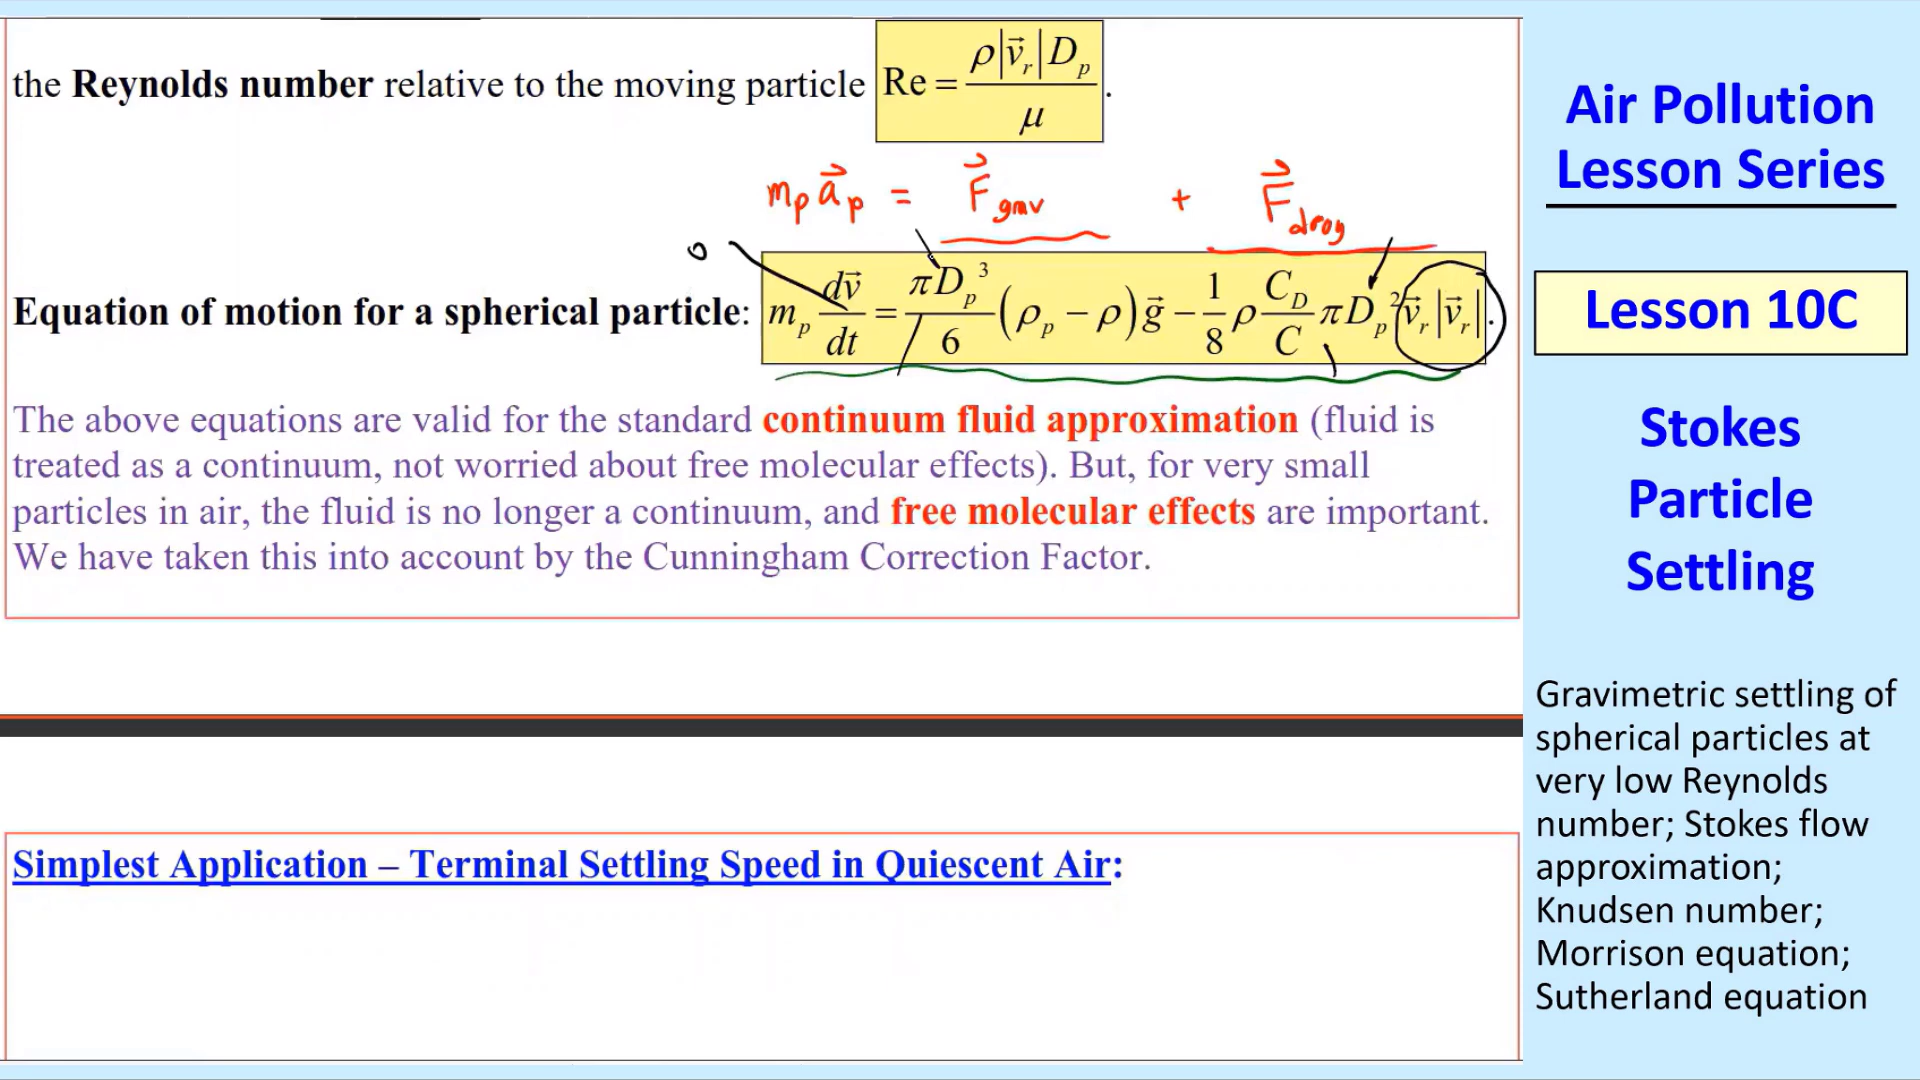 the Reynolds number relative to the moving particle Re = ρ|v⃗ᵣ|Dₚ / μ .
mₚ a⃗ₚ = F⃗grav + F⃗drag
0
Equation of motion for a spherical particle: mₚ dv⃗/dt = πDₚ³/6 (ρₚ − ρ)g⃗ − 1/8 ρ C_D/C πDₚ² v⃗ᵣ|v⃗ᵣ|.
The above equations are valid for the standard continuum fluid approximation (fluid is
treated as a continuum, not worried about free molecular effects). But, for very small
particles in air, the fluid is no longer a continuum, and free molecular effects are important.
We have taken this into account by the Cunningham Correction Factor.
Simplest Application – Terminal Settling Speed in Quiescent Air:
Air Pollution
Lesson Series
Lesson 10C
Stokes
Particle
Settling
Gravimetric settling of
spherical particles at
very low Reynolds
number; Stokes flow
approximation;
Knudsen number;
Morrison equation;
Sutherland equation